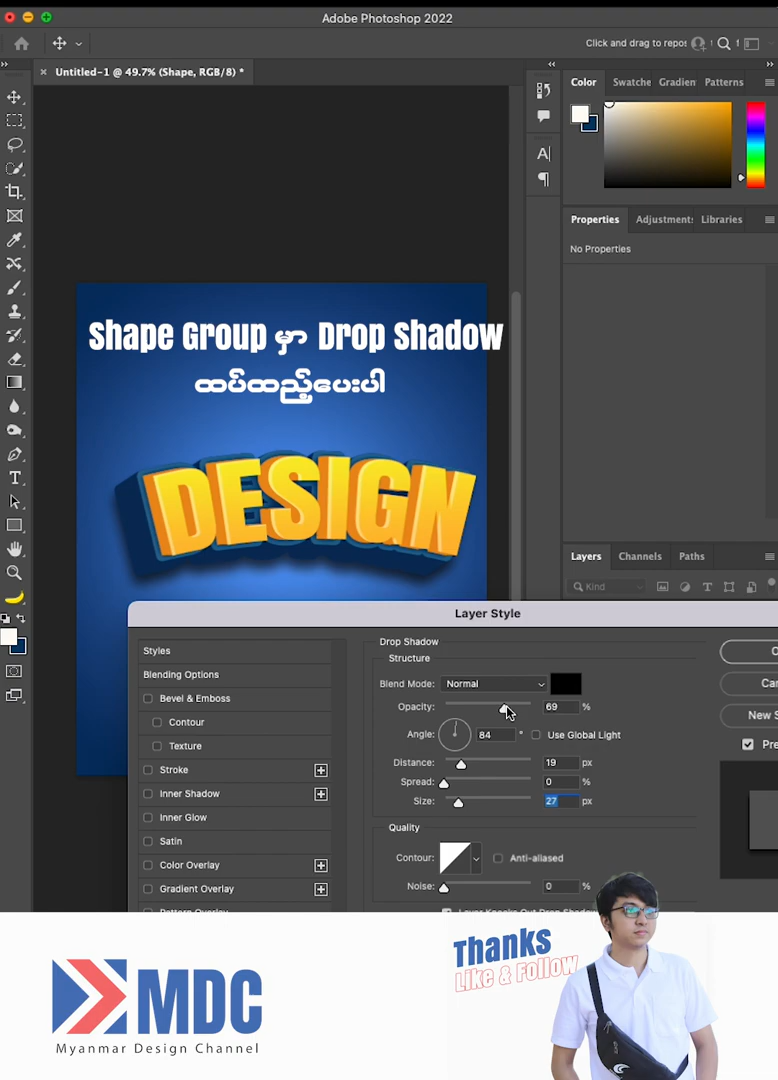 Adobe Photoshop 2022
Click and drag to repos
Untitled-1 @ 49.7% (Shape, RGB/8) *
Color Swatche Gradien Patterns
Properties Adjustments Libraries
No Properties
Shape Group မှာ Drop Shadow
ထပ်ထည့်ပေးပါ
DESIGN
Layers Channels Paths
Kind
Layer Style
Styles
Blending Options
Bevel & Emboss
Contour
Texture
Stroke
Inner Shadow
Inner Glow
Satin
Color Overlay
Gradient Overlay
Drop Shadow
Structure
Blend Mode: Normal
Opacity: 69 %
Angle: 84 ° Use Global Light
Distance: 19 px
Spread: 0 %
Size: 27 px
Quality
Contour: Anti-aliased
Noise: 0 %
New S
MDC
Myanmar Design Channel
Thanks
Like & Follow